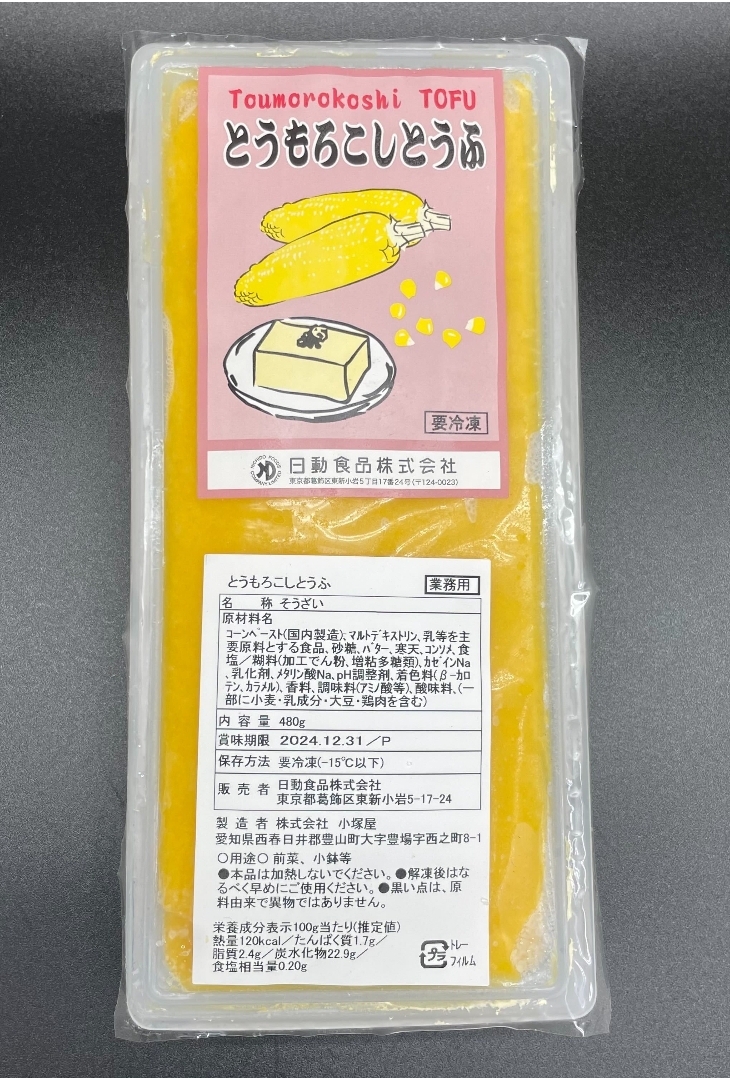 Toumorokoshi TOFU
とうもろこしとうふ
要冷凍
日動食品株式会社
東京都葛飾区東新小岩5丁目17番24号(〒124-0023)
とうもろこしとうふ 業務用
名 称 そうざい
原材料名
コーンペースト(国内製造)、マルトデキストリン、乳等を主
要原料とする食品、砂糖、バター、寒天、コンソメ、食
塩／糊料(加工でん粉、増粘多糖類)、カゼインNa
、乳化剤、メタリン酸Na、pH調整剤、着色料(β-カロ
テン、カラメル)、香料、調味料(アミノ酸等)、酸味料、(一
部に小麦・乳成分・大豆・鶏肉を含む)
内 容 量 480g
賞味期限 2024.12.31／P
保存方法 要冷凍(-15℃以下)
販 売 者 日動食品株式会社
東京都葛飾区東新小岩5-17-24
製 造 者 株式会社 小塚屋
愛知県西春日井郡豊山町大字豊場字西之町8-1
○用途○ 前菜、小鉢等
●本品は加熱しないでください。●解凍後はな
るべく早めにご使用ください。●黒い点は、原
料由来で異物ではありません。
栄養成分表示100g当たり(推定値)
熱量120kcal／たんぱく質1.7g／
脂質2.4g／炭水化物22.9g／
食塩相当量0.20g
プラ
トレー
フィルム